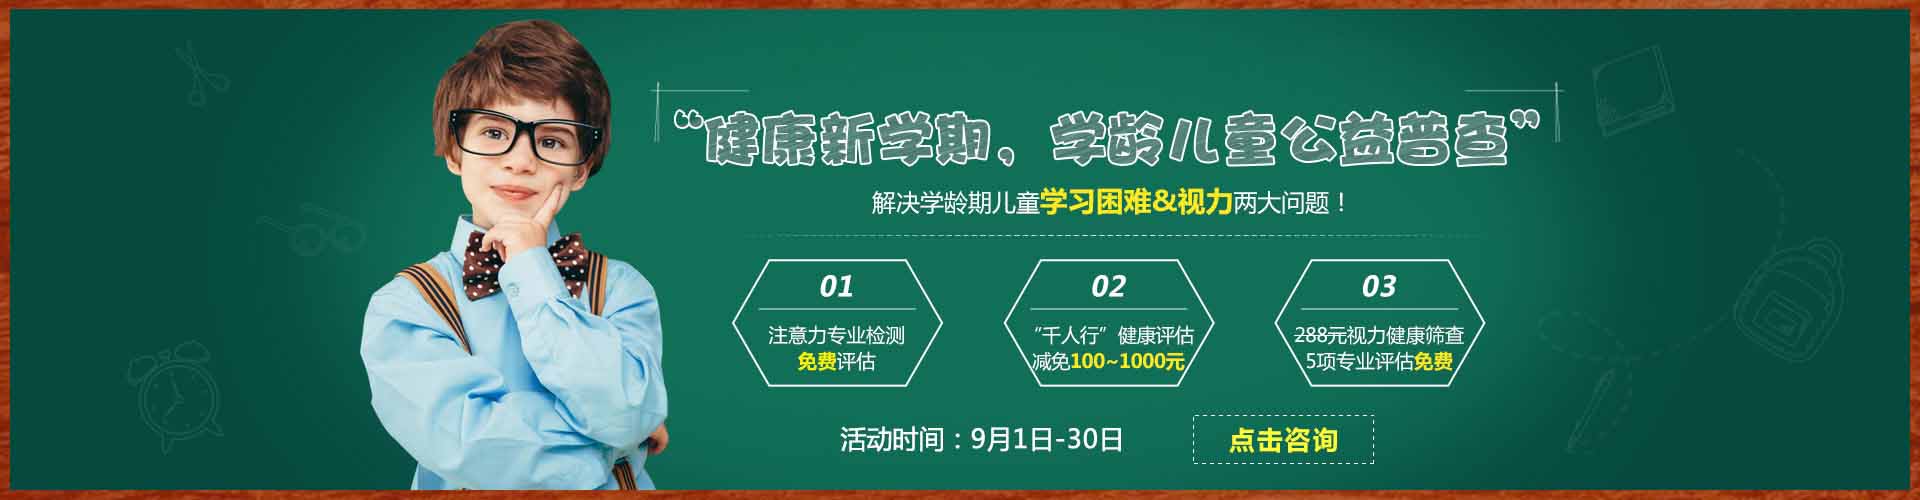 “健康新学期，学龄儿童公益普查”
解决学龄期儿童学习困难&视力两大问题！
01
注意力专业检测
免费评估
02
“千人行”健康评估
减免100~1000元
03
288元视力健康筛查
5项专业评估免费
活动时间：9月1日-30日
点击咨询